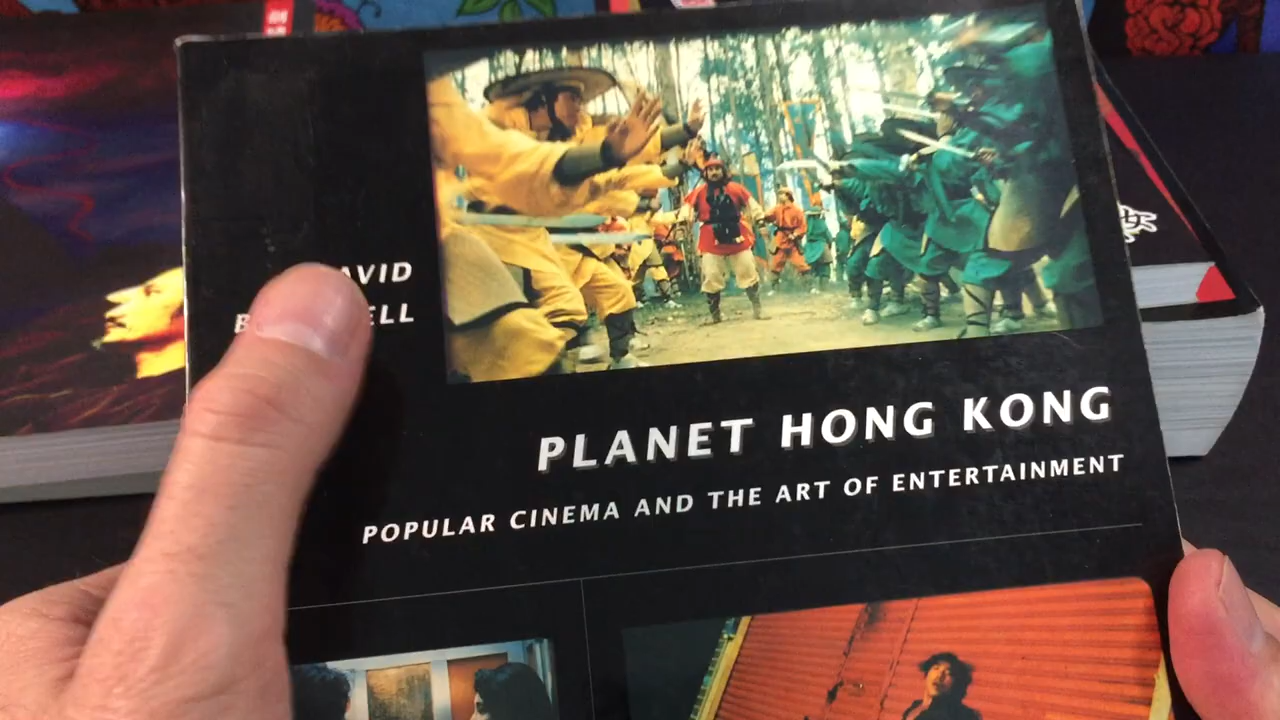 AVID
B ELL
PLANET HONG KONG
POPULAR CINEMA AND THE ART OF ENTERTAINMENT